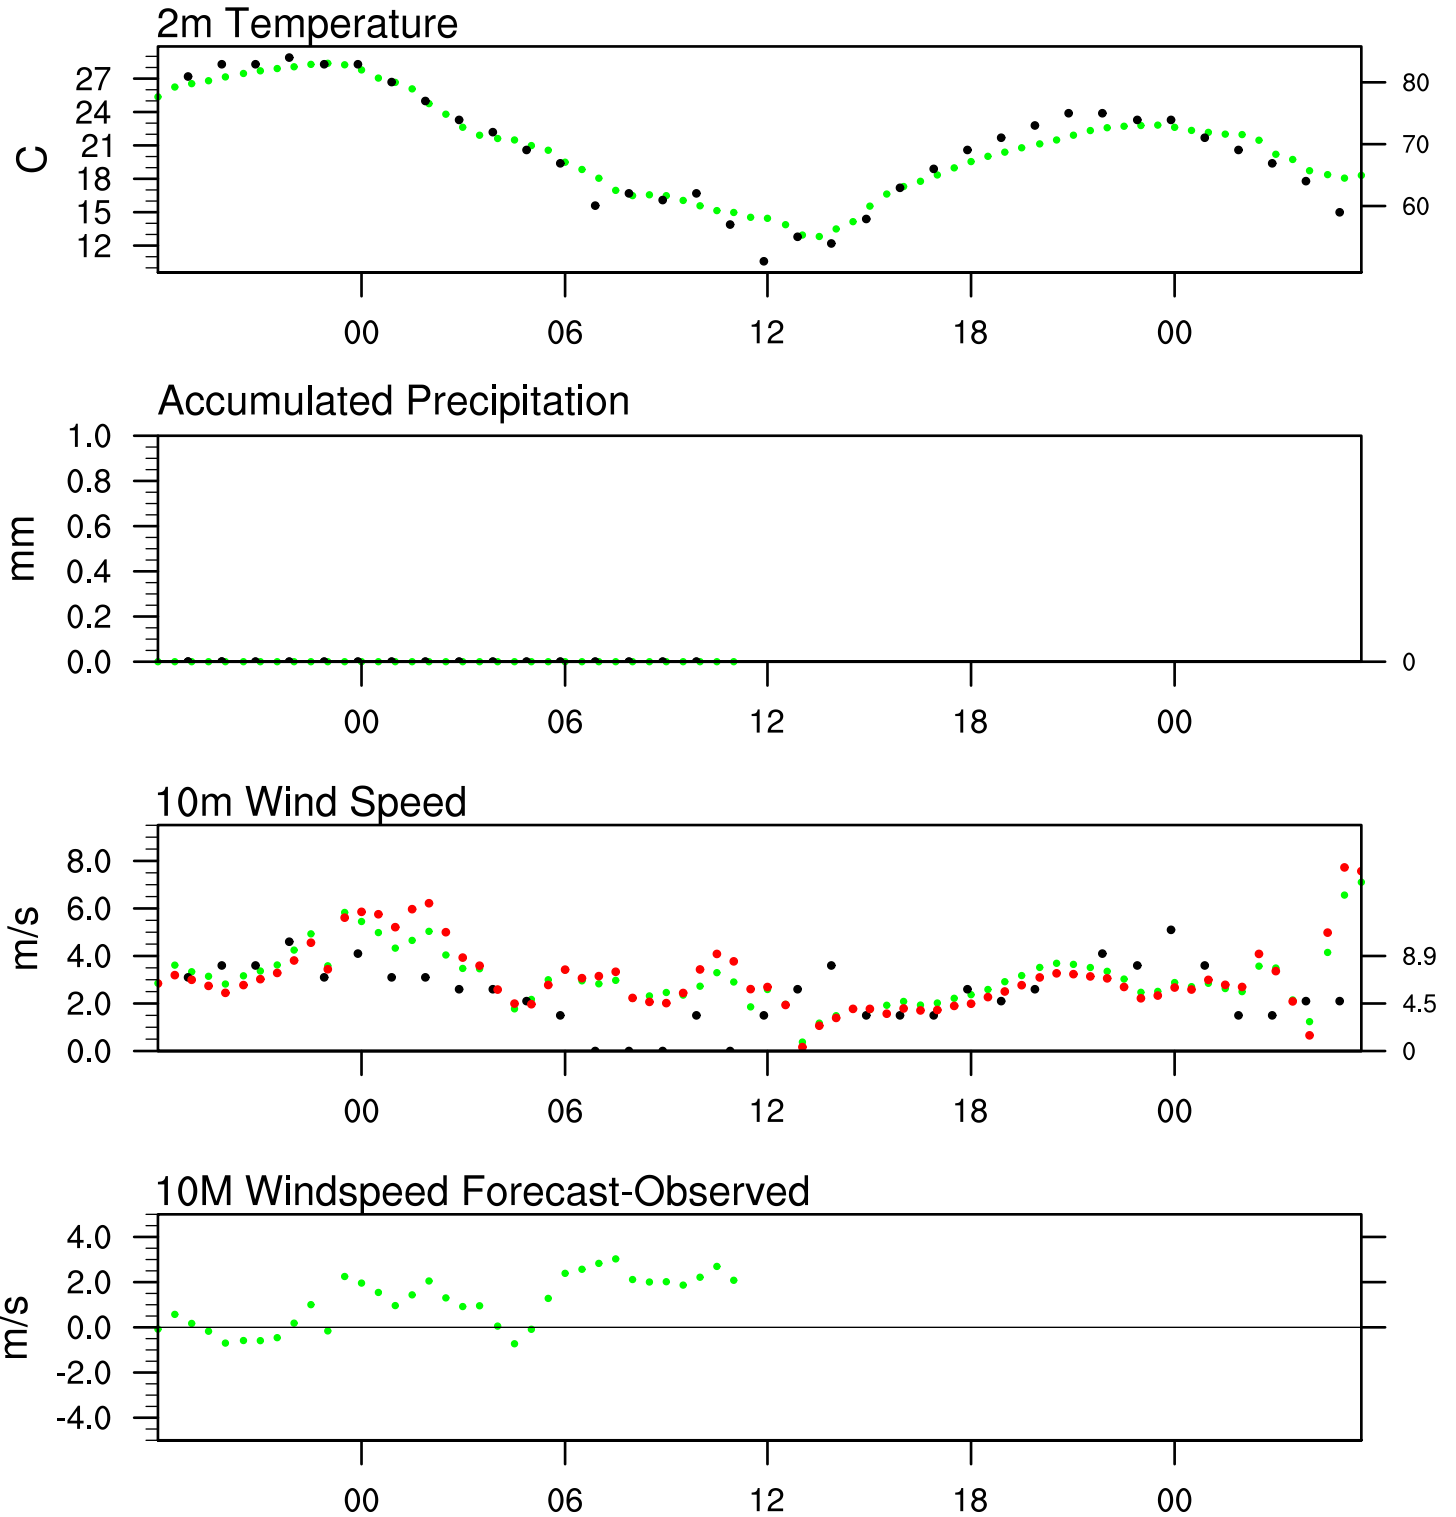 2m Temperature
27
24
21
18
15
12
C
80
70
60
00 06 12 18 00
Accumulated Precipitation
1.0
0.8
0.6
0.4
0.2
0.0
mm
0
00 06 12 18 00
10m Wind Speed
8.0
6.0
4.0
2.0
0.0
m/s
8.9
4.5
0
00 06 12 18 00
10M Windspeed Forecast-Observed
4.0
2.0
0.0
-2.0
-4.0
m/s
00 06 12 18 00